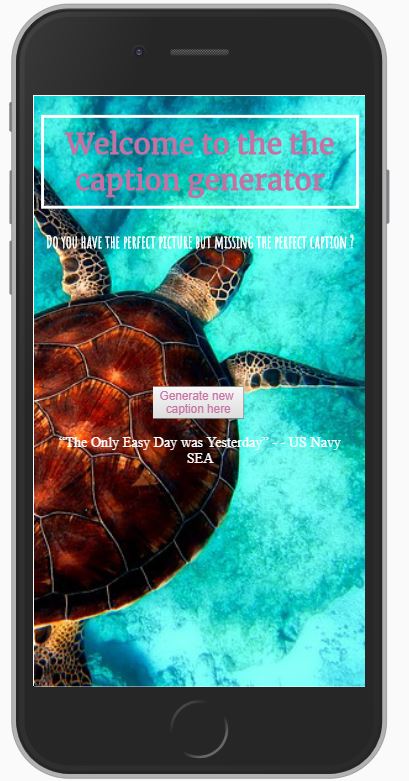 Welcome to the the
caption generator
Do you have the perfect picture but missing the perfect caption ?
Generate new
caption here
“The Only Easy Day was Yesterday” - - US Navy
SEA